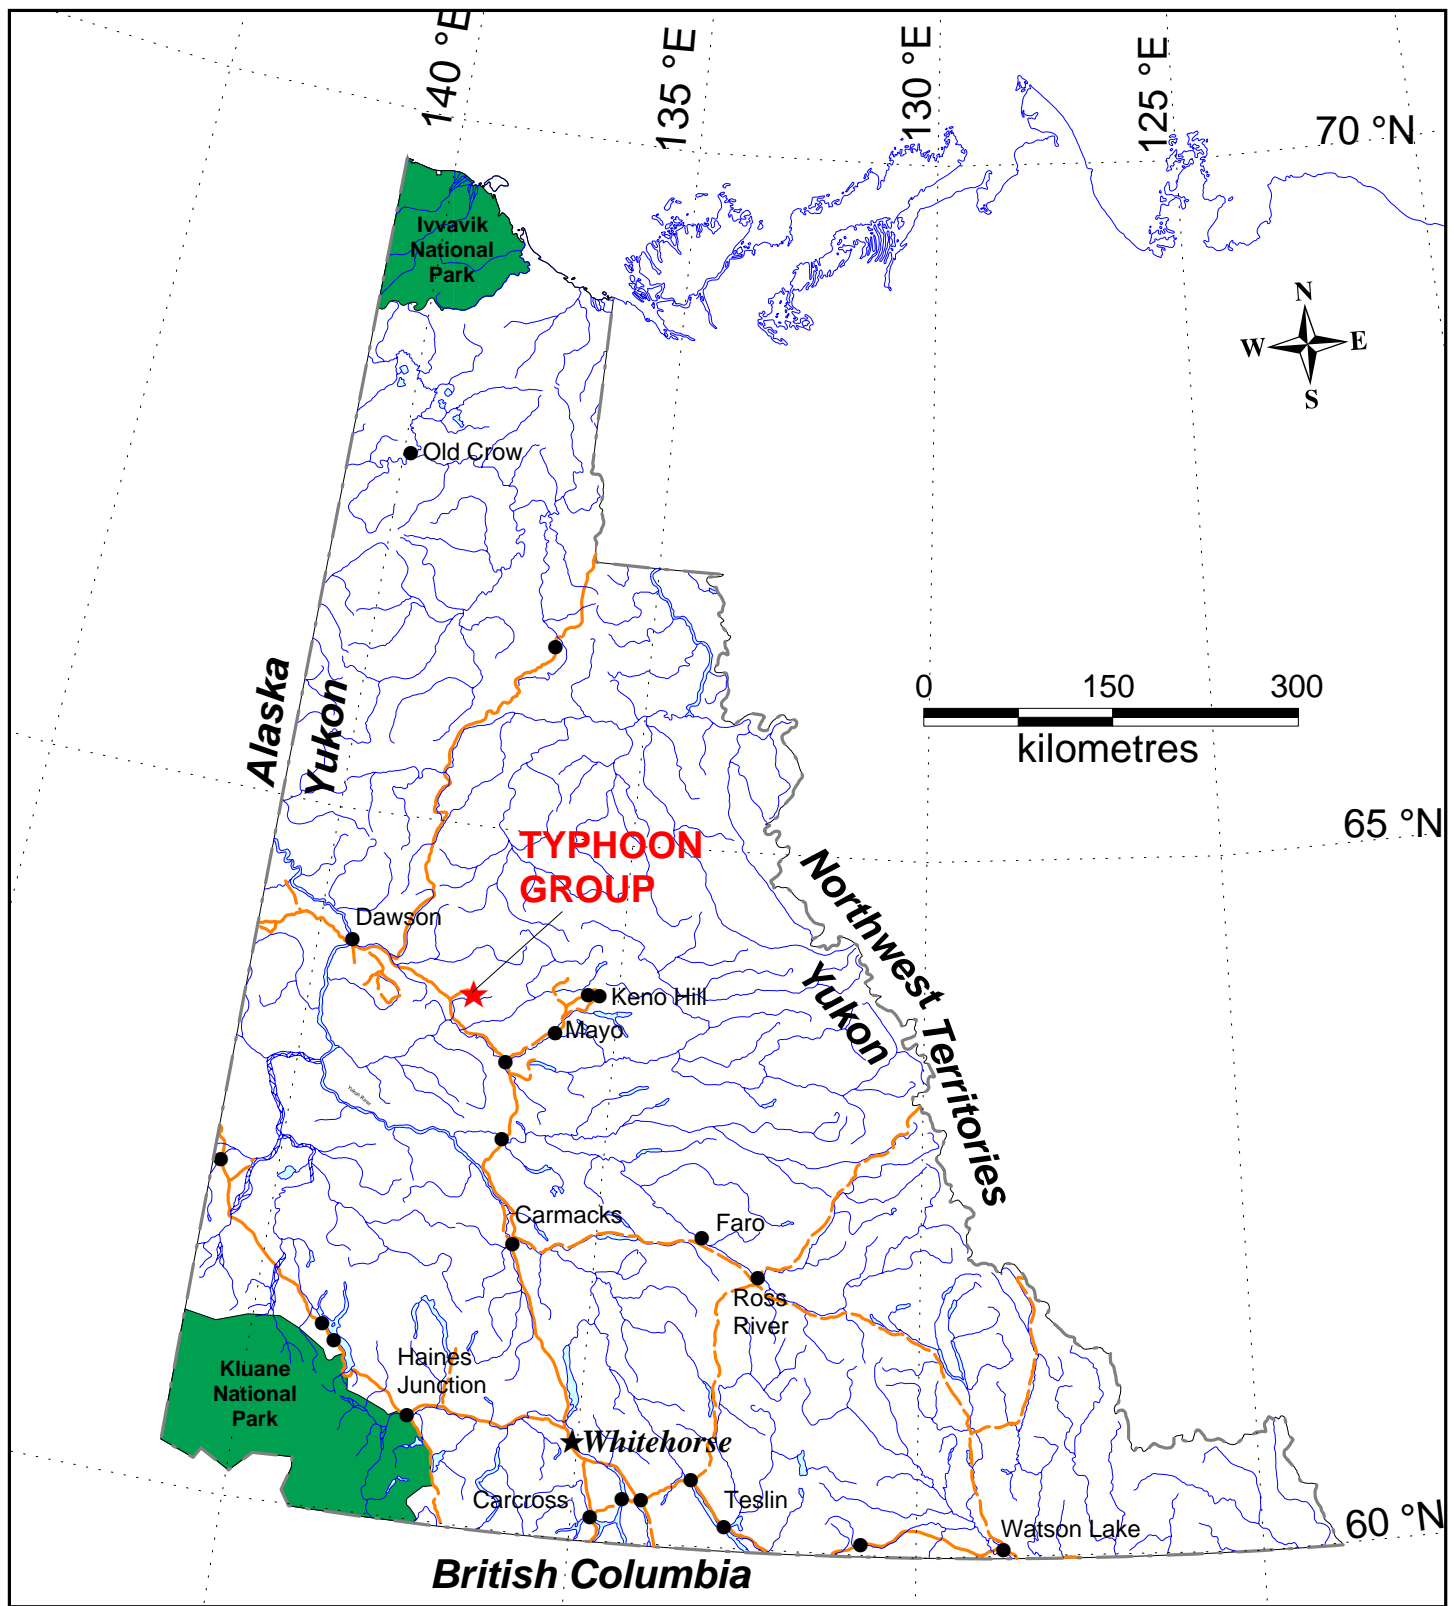 140 °E
135 °E
130 °E
125 °E
70 °N
Ivvavik
National
Park
N
W
E
S
Old Crow
Alaska
Yukon
0 150 300
kilometres
65 °N
TYPHOON
GROUP
Northwest Territories
Yukon
Dawson
Keno Hill
Mayo
Yukon River
Carmacks
Faro
Ross
River
Haines
Junction
Kluane
National
Park
Whitehorse
Carcross
Teslin
Watson Lake
60 °N
British Columbia